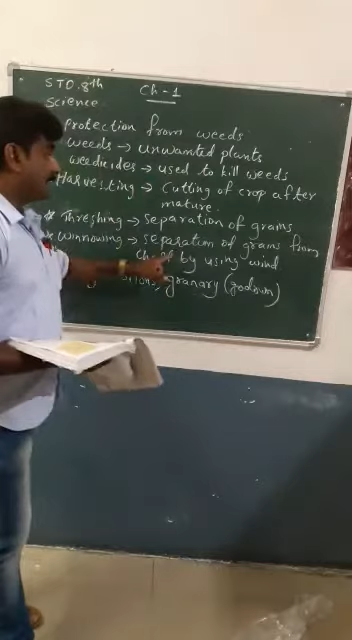 STD. 8th Ch - 1
Science
Protection from weeds
weeds → unwanted plants
weedicides → used to kill weeds
Harvesting → Cutting of crop after
mature.
* Threshing → separation of grains
* Winnowing → separation of grains from
by using wind
granary (godown)